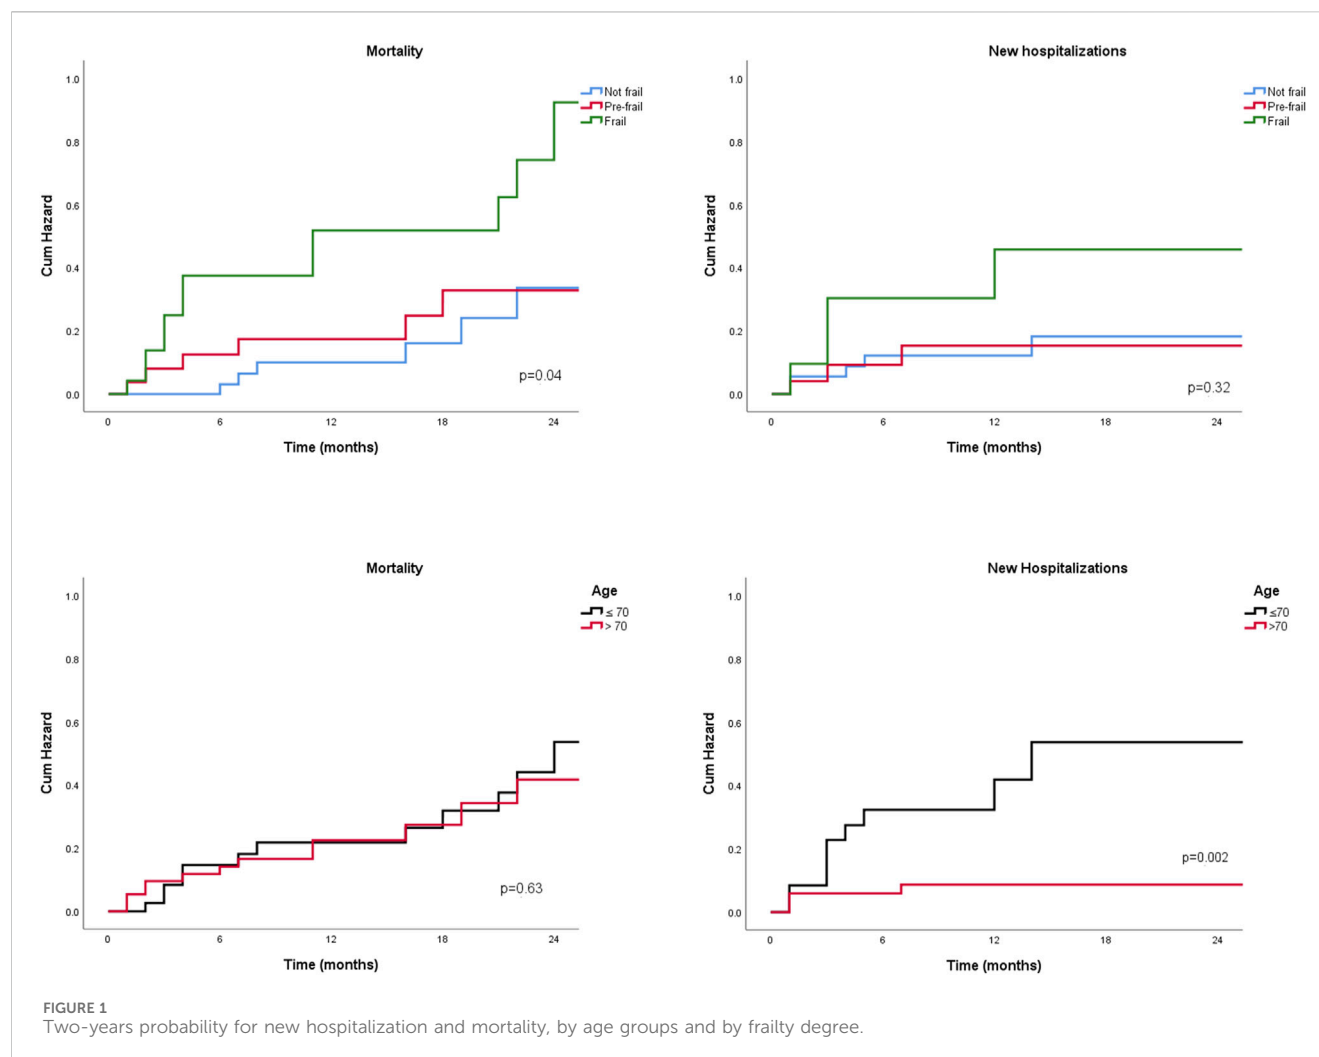 Mortality
1.0
0.8
0.6
0.4
0.2
0.0
Cum Hazard
Not frail
Pre-frail
Frail
p=0.04
0 6 12 18 24
Time (months)
New hospitalizations
1.0
0.8
0.6
0.4
0.2
0.0
Cum Hazard
Not frail
Pre-frail
Frail
p=0.32
0 6 12 18 24
Time (months)
Mortality
1.0
0.8
0.6
0.4
0.2
0.0
Cum Hazard
Age
≤ 70
> 70
p=0.63
0 6 12 18 24
Time (months)
New Hospitalizations
1.0
0.8
0.6
0.4
0.2
0.0
Cum Hazard
Age
≤70
>70
p=0.002
0 6 12 18 24
Time (months)
FIGURE 1
Two-years probability for new hospitalization and mortality, by age groups and by frailty degree.